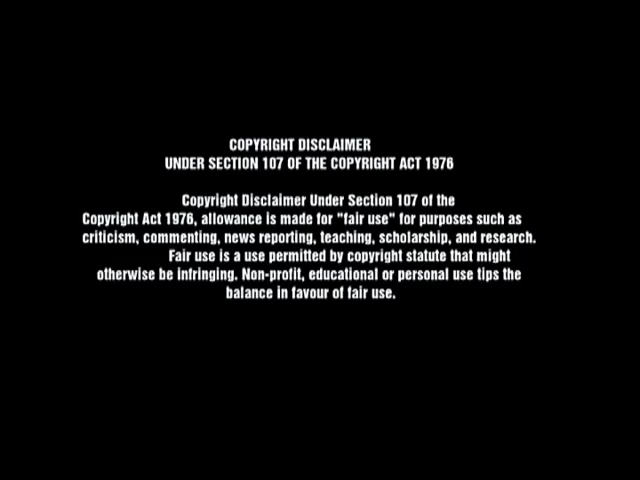 COPYRIGHT DISCLAIMER
UNDER SECTION 107 OF THE COPYRIGHT ACT 1976
Copyright Disclaimer Under Section 107 of the
Copyright Act 1976, allowance is made for "fair use" for purposes such as
criticism, commenting, news reporting, teaching, scholarship, and research.
Fair use is a use permitted by copyright statute that might
otherwise be infringing. Non-profit, educational or personal use tips the
balance in favour of fair use.